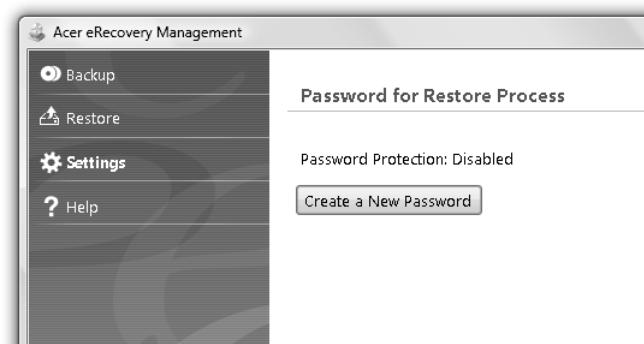 Acer eRecovery Management
Backup
Restore
Settings
Help
Password for Restore Process
Password Protection: Disabled
Create a New Password